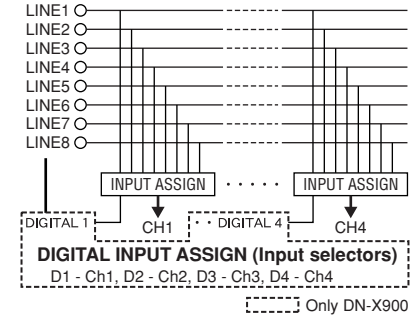 LINE1
LINE2
LINE3
LINE4
LINE5
LINE6
LINE7
LINE8
INPUT ASSIGN . . . . . INPUT ASSIGN
DIGITAL 1 CH1 . . DIGITAL 4 CH4
DIGITAL INPUT ASSIGN (Input selectors)
D1 - Ch1, D2 - Ch2, D3 - Ch3, D4 - Ch4
Only DN-X900